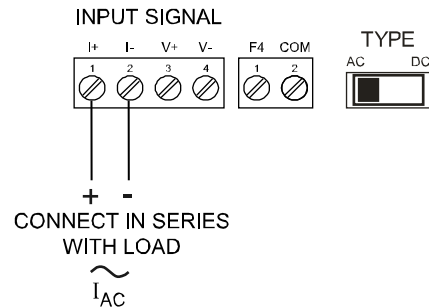 INPUT SIGNAL
I+ I- V+ V- F4 COM
1 2 3 4 1 2
TYPE
AC DC
+ -
CONNECT IN SERIES
WITH LOAD
IAC